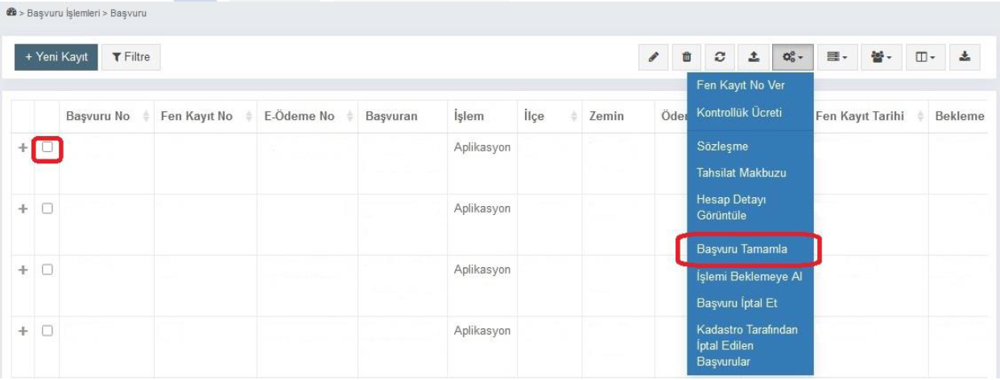 > Başvuru İşlemleri > Başvuru
+ Yeni Kayıt Filtre
Fen Kayıt No Ver
Kontrollük Ücreti
Başvuru No Fen Kayıt No E-Ödeme No Başvuran İşlem İlçe Zemin Öder Fen Kayıt Tarihi Bekleme
Aplikasyon
Sözleşme
Tahsilat Makbuzu
Hesap Detayı
Görüntüle
Aplikasyon
Başvuru Tamamla
Aplikasyon
İşlemi Beklemeye Al
Başvuru İptal Et
Aplikasyon
Kadastro Tarafından
İptal Edilen
Başvurular